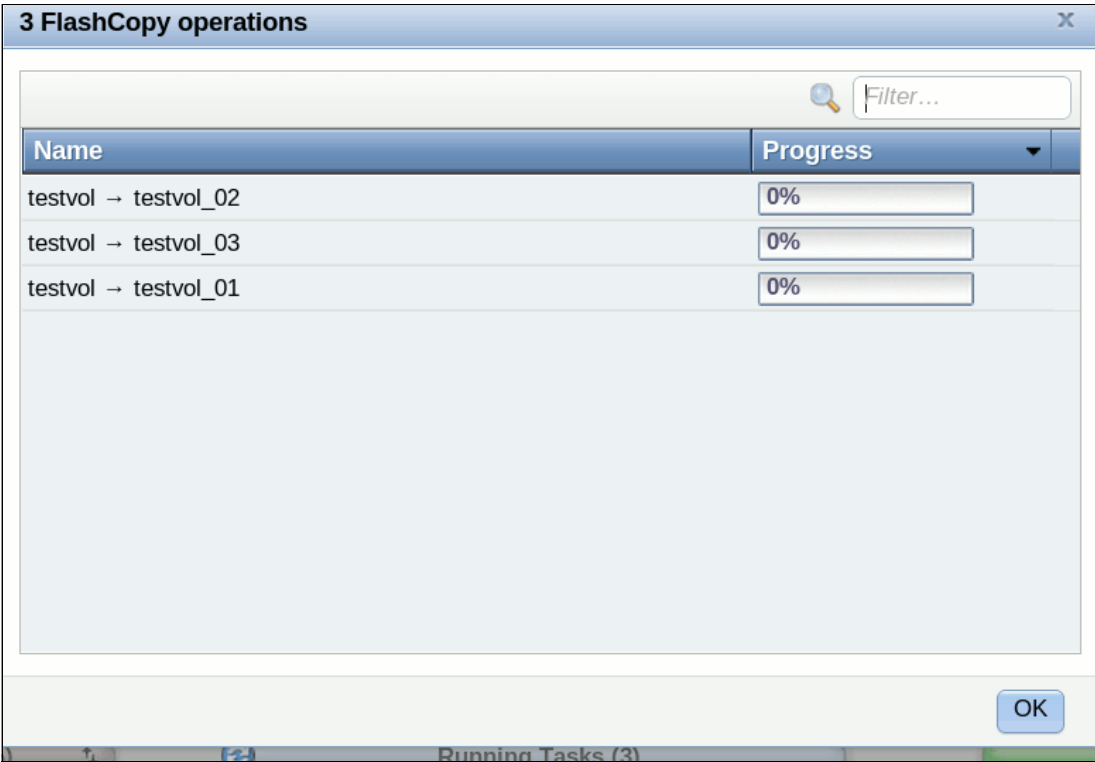 3 FlashCopy operations x
Filter...
Name Progress
testvol → testvol_02 0%
testvol → testvol_03 0%
testvol → testvol_01 0%
OK
Running Tasks (3)